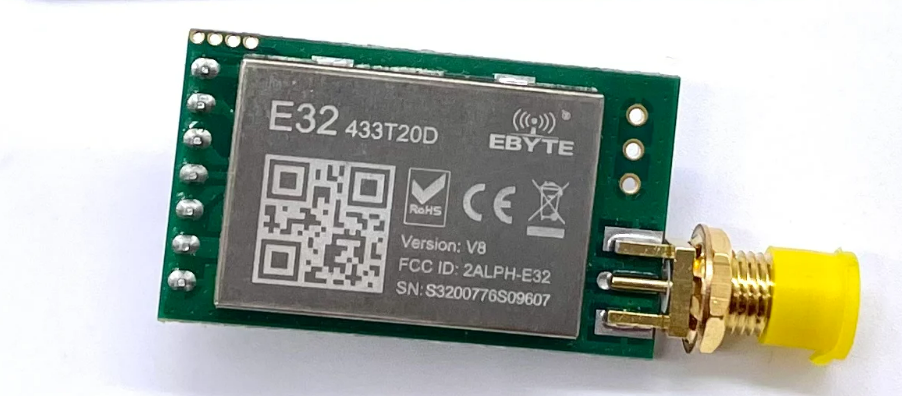 E32 433T20D
EBYTE
RoHS
CE
Version: V8
FCC ID: 2ALPH-E32
SN: S3200776S09607